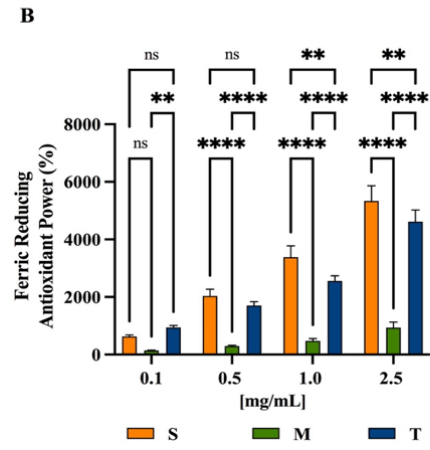 B
ns ns ** **
** **** **** ****
ns **** **** ****
8000
6000
4000
2000
0
Ferric Reducing
Antioxidant Power (%)
0.1 0.5 1.0 2.5
[mg/mL]
S M T